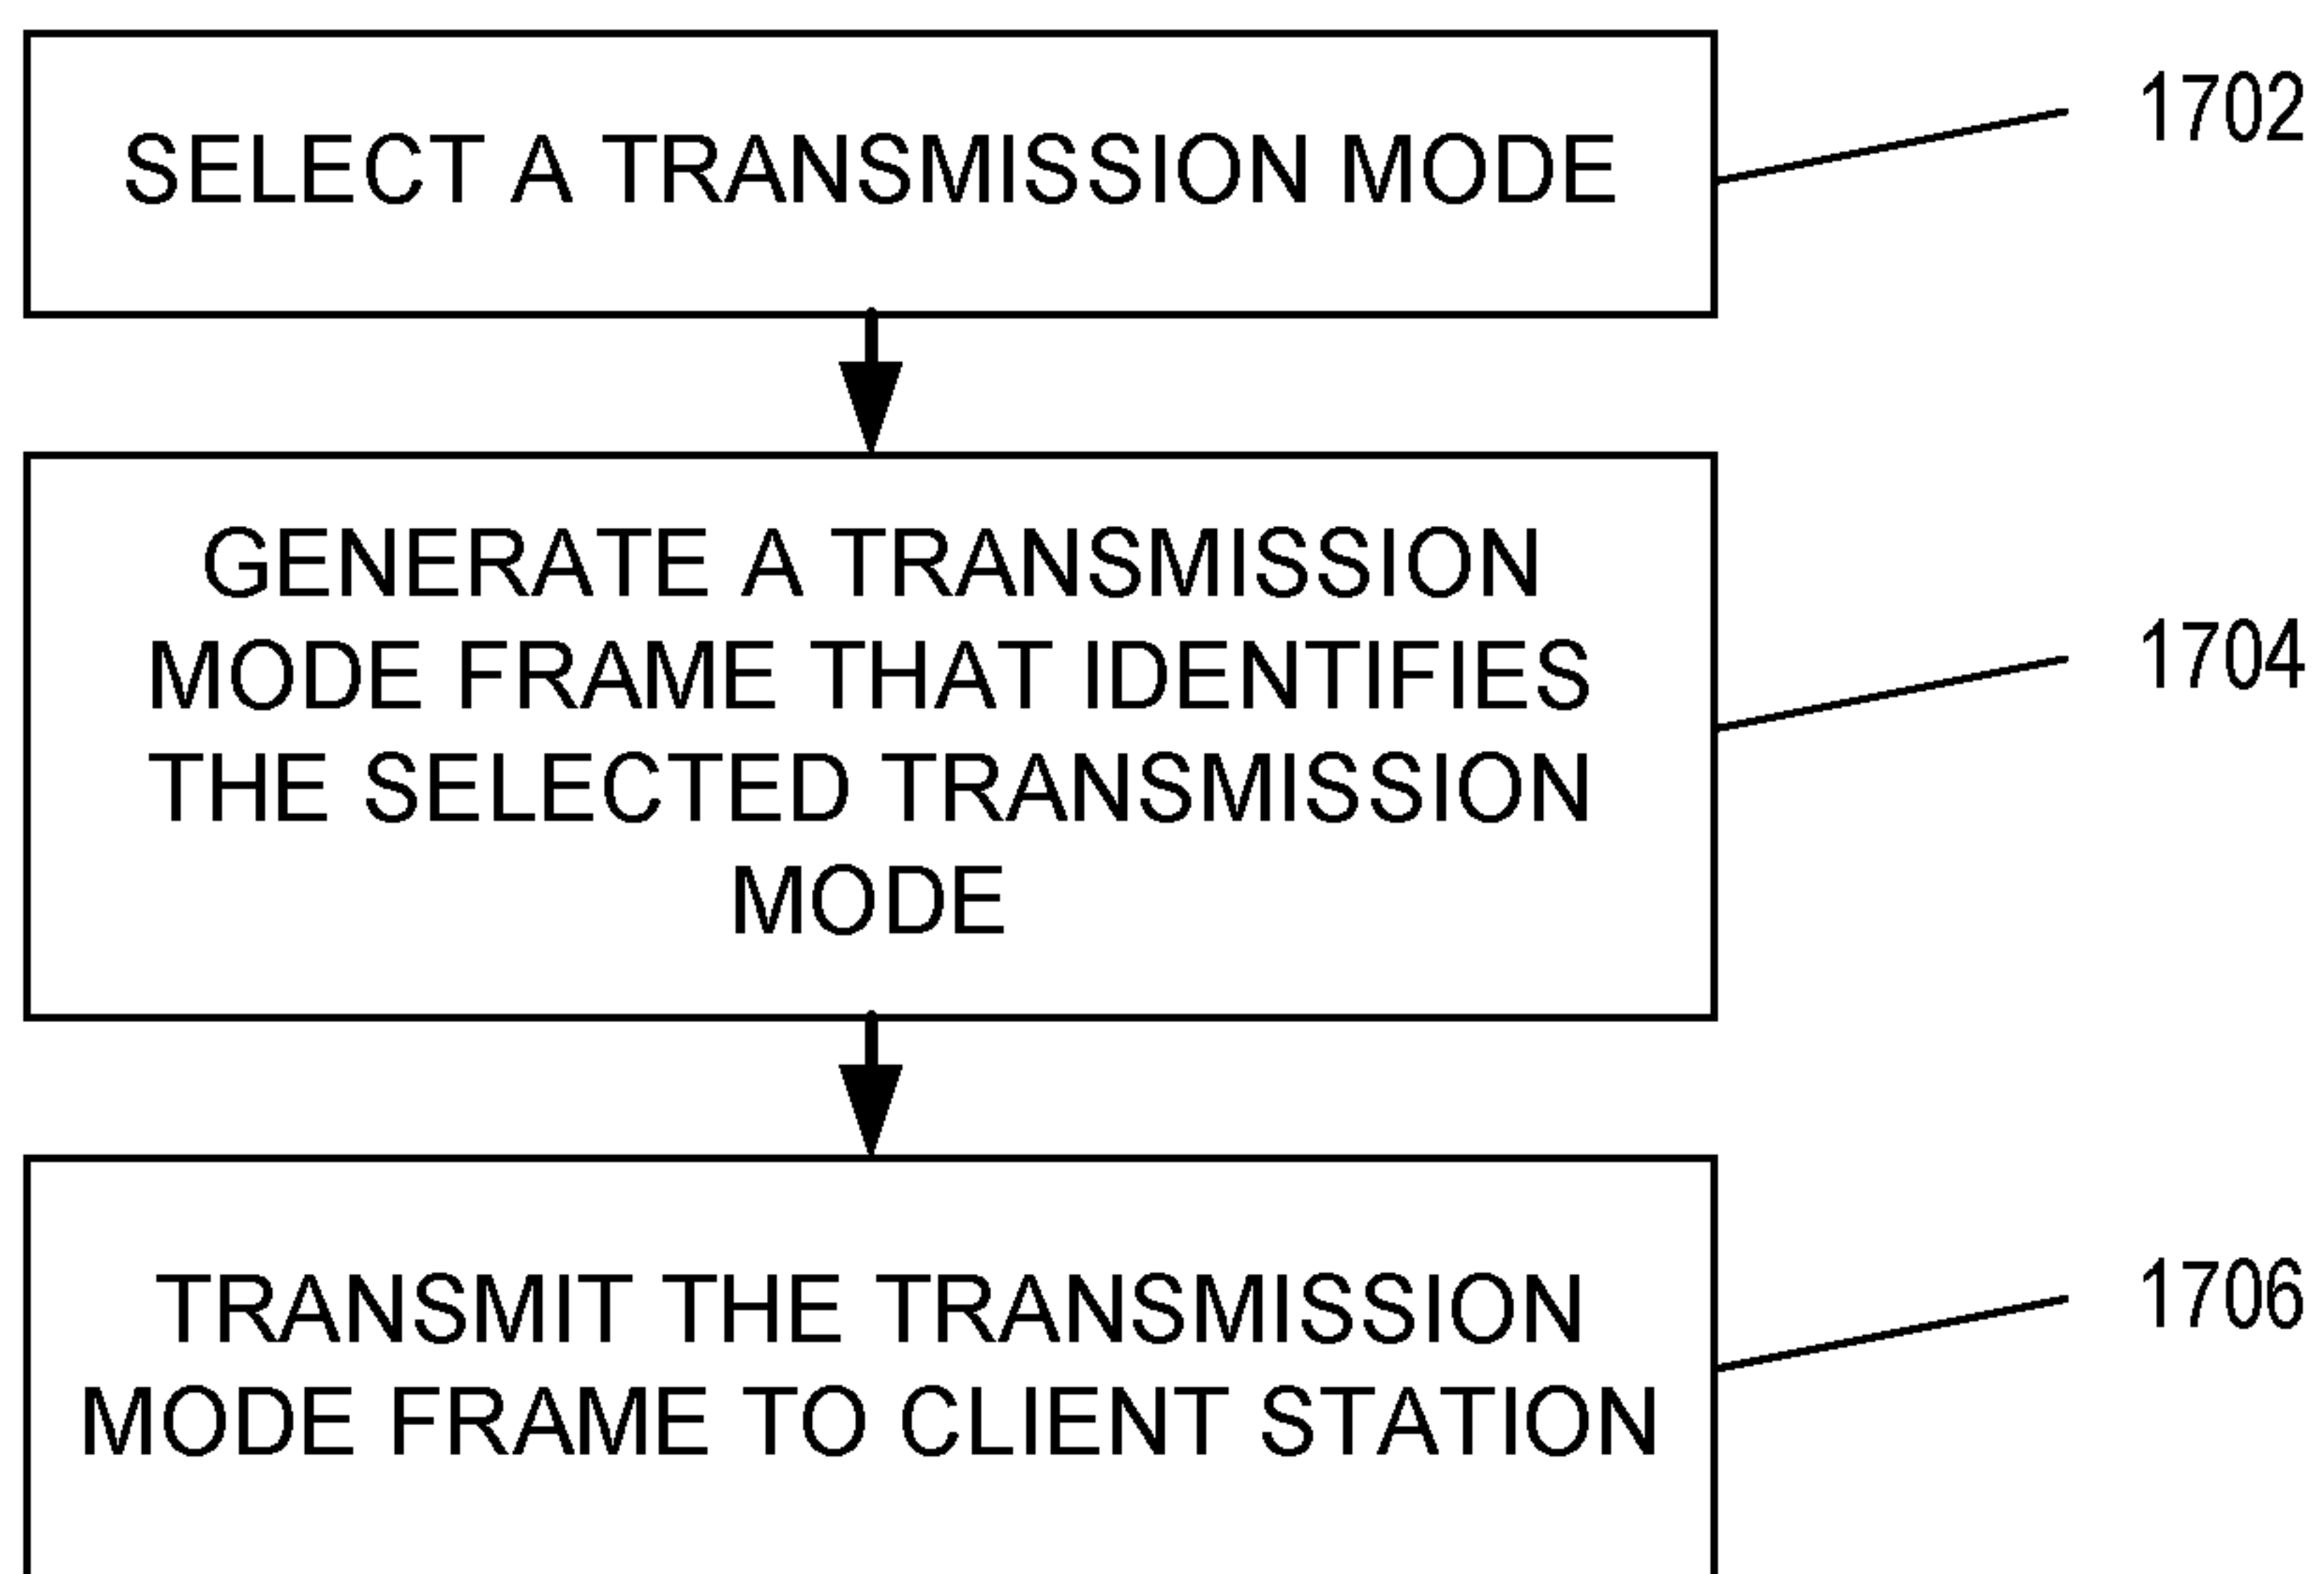 SELECT A TRANSMISSION MODE
1702
GENERATE A TRANSMISSION
MODE FRAME THAT IDENTIFIES
THE SELECTED TRANSMISSION
MODE
1704
TRANSMIT THE TRANSMISSION
MODE FRAME TO CLIENT STATION
1706